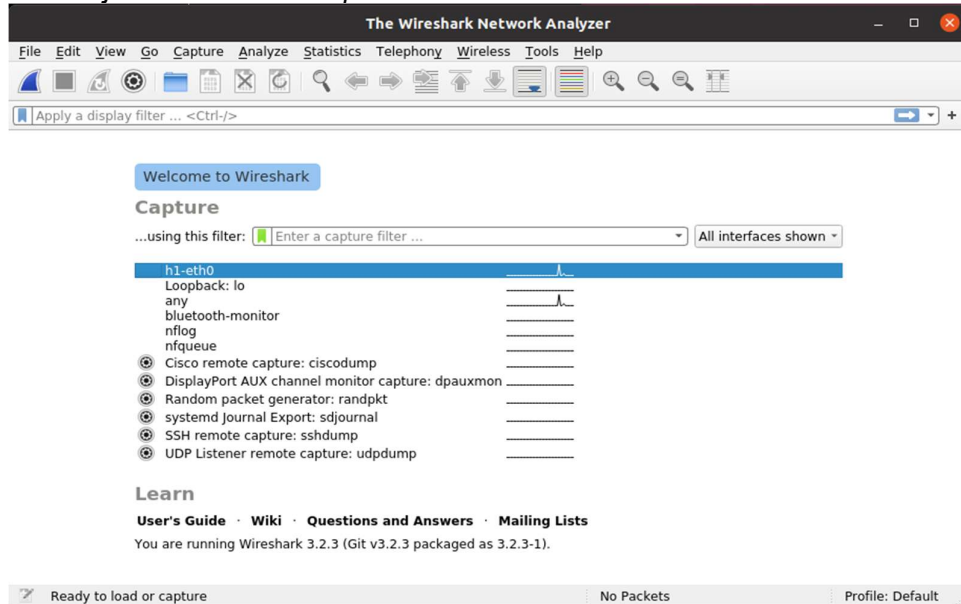 The Wireshark Network Analyzer
File Edit View Go Capture Analyze Statistics Telephony Wireless Tools Help
Apply a display filter ... <Ctrl-/>
+
Welcome to Wireshark
Capture
...using this filter: Enter a capture filter ... All interfaces shown
h1-eth0
Loopback: lo
any
bluetooth-monitor
nflog
nfqueue
Cisco remote capture: ciscodump
DisplayPort AUX channel monitor capture: dpauxmon
Random packet generator: randpkt
systemd Journal Export: sdjournal
SSH remote capture: sshdump
UDP Listener remote capture: udpdump
Learn
User's Guide · Wiki · Questions and Answers · Mailing Lists
You are running Wireshark 3.2.3 (Git v3.2.3 packaged as 3.2.3-1).
Ready to load or capture No Packets Profile: Default